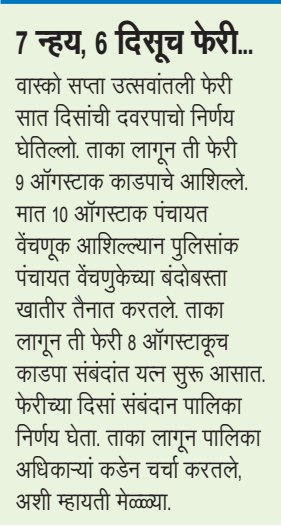 7 न्हय, 6 दिसूच फेरी...
वास्को सप्ता उत्सवांतली फेरी
सात दिसांची दवरपाचो निर्णय
घेतिल्लो. ताका लागून ती फेरी
9 ऑगस्टाक काडपाचे आशिल्ले.
मात 10 ऑगस्टाक पंचायत
वेंचणूक आशिल्ल्यान पुलिसांक
पंचायत वेंचणुकेच्या बंदोबस्ता
खातीर तैनात करतले. ताका
लागून ती फेरी 8 ऑगस्टाकूच
काडपा संबंदांत यत्न सुरू आसात.
फेरीच्या दिसां संबंदान पालिका
निर्णय घेता. ताका लागून पालिका
अधिकाऱ्यां कडेन चर्चा करतले,
अशी म्हायती मेळ्ळ्या.